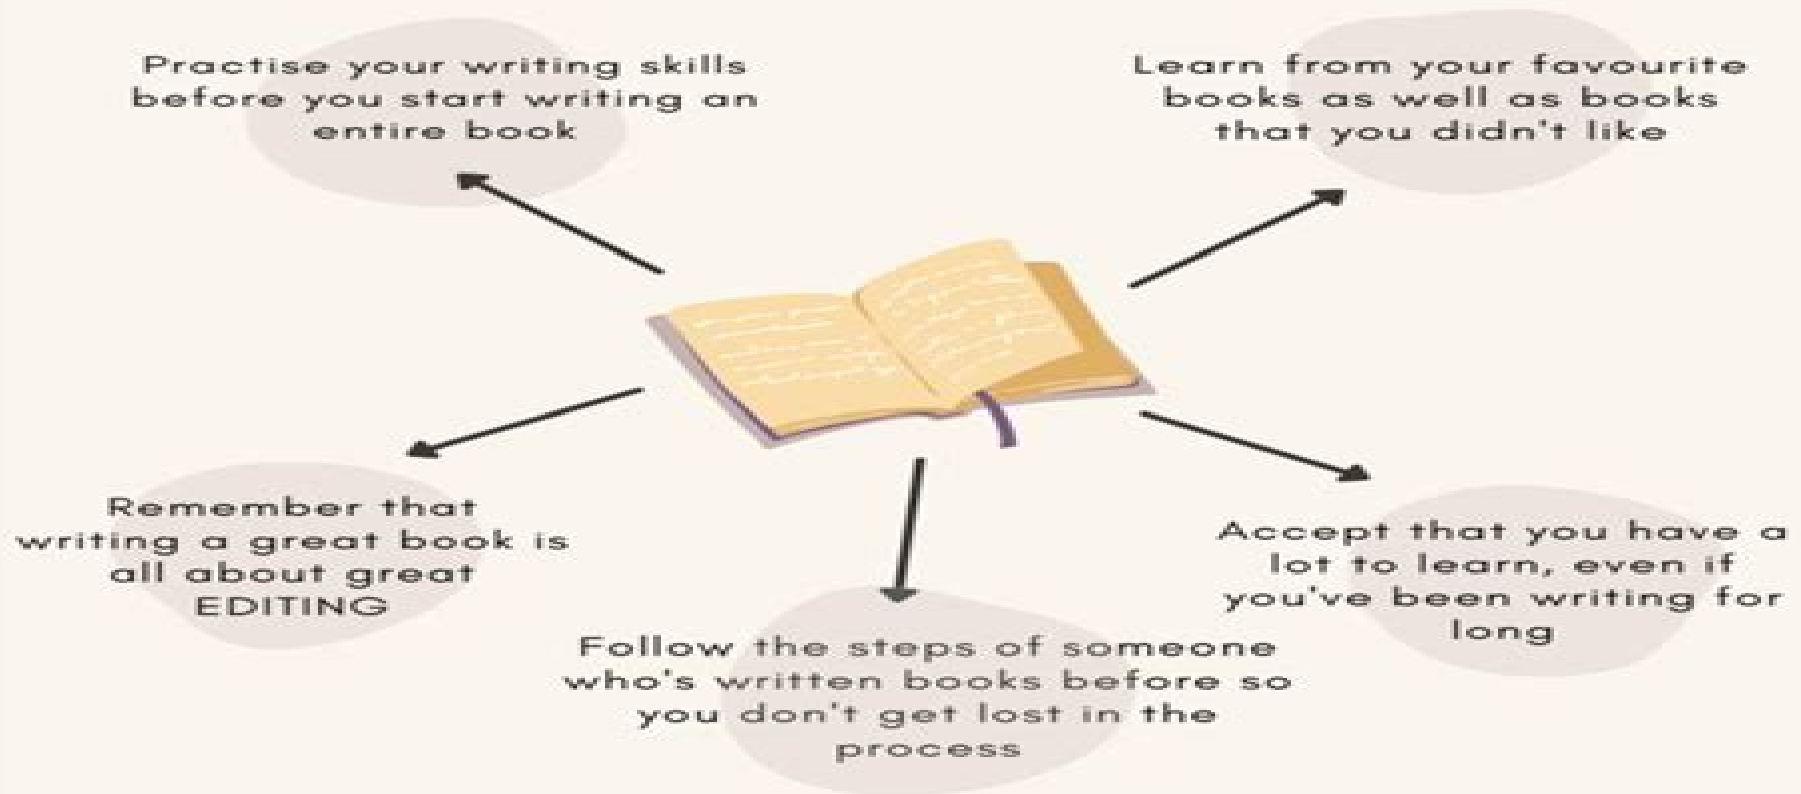 Practise your writing skills
before you start writing an
entire book
Learn from your favourite
books as well as books
that you didn't like
Remember that
writing a great book is
all about great
EDITING
Follow the steps of someone
who's written books before so
you don't get lost in the
process
Accept that you have a
lot to learn, even if
you've been writing for
long